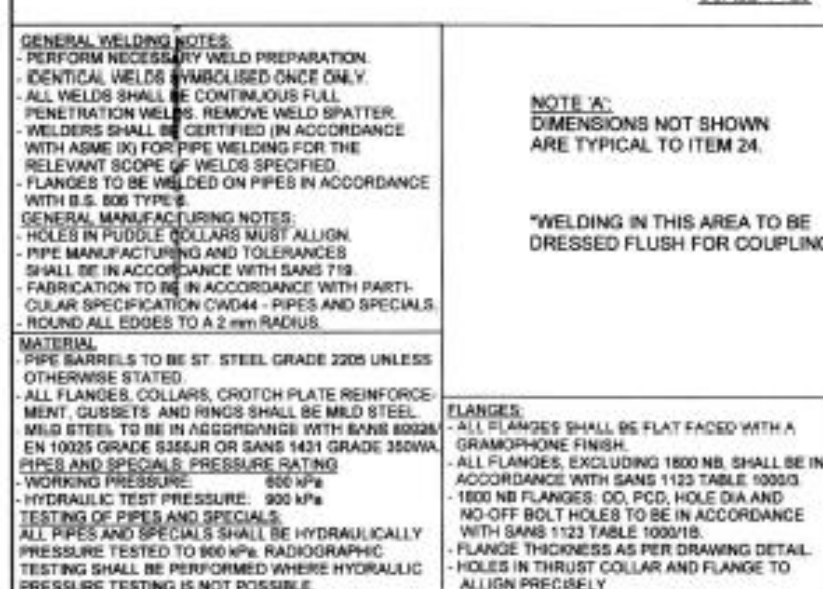 GENERAL WELDING NOTES:
- PERFORM NECESSARY WELD PREPARATION.
- IDENTICAL WELDS SYMBOLISED ONCE ONLY.
- ALL WELDS SHALL BE CONTINUOUS FULL
PENETRATION WELDS. REMOVE WELD SPATTER.
- WELDERS SHALL BE CERTIFIED (IN ACCORDANCE
WITH ASME IX) FOR PIPE WELDING FOR THE
RELEVANT SCOPE OF WELDS SPECIFIED.
- FLANGES TO BE WELDED ON PIPES IN ACCORDANCE
WITH B.S. 806 TYPE
GENERAL MANUFACTURING NOTES:
- HOLES IN PUDDLE COLLARS MUST ALLIGN.
- PIPE MANUFACTURING AND TOLERANCES
SHALL BE IN ACCORDANCE WITH SANS 719.
- FABRICATION TO BE IN ACCORDANCE WITH PARTI-
CULAR SPECIFICATION CWD44 - PIPES AND SPECIALS.
- ROUND ALL EDGES TO A 2 mm RADIUS.
MATERIAL
- PIPE BARRELS TO BE ST. STEEL GRADE 2205 UNLESS
OTHERWISE STATED.
- ALL FLANGES, COLLARS, CROTCH PLATE REINFORCE-
MENT, GUSSETS AND RINGS SHALL BE MILD STEEL.
- MILD STEEL TO BE IN ACCORDANCE WITH SANS 50025/
EN 10025 GRADE S355JR OR SANS 1431 GRADE 350WA.
PIPES AND SPECIALS: PRESSURE RATING
- WORKING PRESSURE: 600 kPa
- HYDRAULIC TEST PRESSURE: 900 kPa
TESTING OF PIPES AND SPECIALS:
ALL PIPES AND SPECIALS SHALL BE HYDRAULICALLY
PRESSURE TESTED TO 900 kPa. RADIOGRAPHIC
TESTING SHALL BE PERFORMED WHERE HYDRAULIC
PRESSURE TESTING IS NOT POSSIBLE.
NOTE 'A':
DIMENSIONS NOT SHOWN
ARE TYPICAL TO ITEM 24.
*WELDING IN THIS AREA TO BE
DRESSED FLUSH FOR COUPLING
FLANGES:
- ALL FLANGES SHALL BE FLAT FACED WITH A
GRAMOPHONE FINISH.
- ALL FLANGES, EXCLUDING 1800 NB, SHALL BE IN
ACCORDANCE WITH SANS 1123 TABLE 1000/3.
- 1800 NB FLANGES: OD, PCD, HOLE DIA AND
NO-OFF BOLT HOLES TO BE IN ACCORDANCE
WITH SANS 1123 TABLE 1000/1B.
- FLANGE THICKNESS AS PER DRAWING DETAIL.
- HOLES IN THRUST COLLAR AND FLANGE TO
ALLIGN PRECISELY